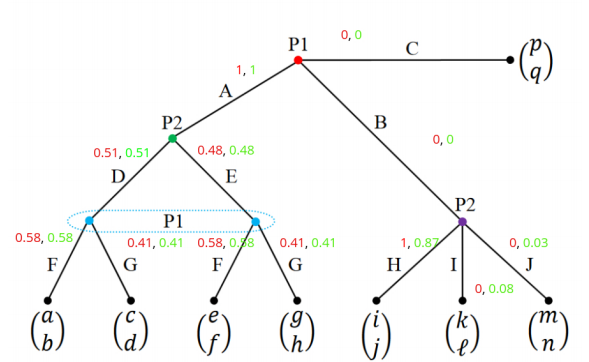 0, 0
P1
C
p
q
1, 1
A
B
P2
0, 0
0.51, 0.51
0.48, 0.48
D
E
P1
P2
0.58, 0.58
0.41, 0.41
0.58, 0.58
0.41, 0.41
1, 0.87
0, 0.03
F
G
F
G
H
I
J
0, 0.08
a
b
c
d
e
f
g
h
i
j
k
ℓ
m
n